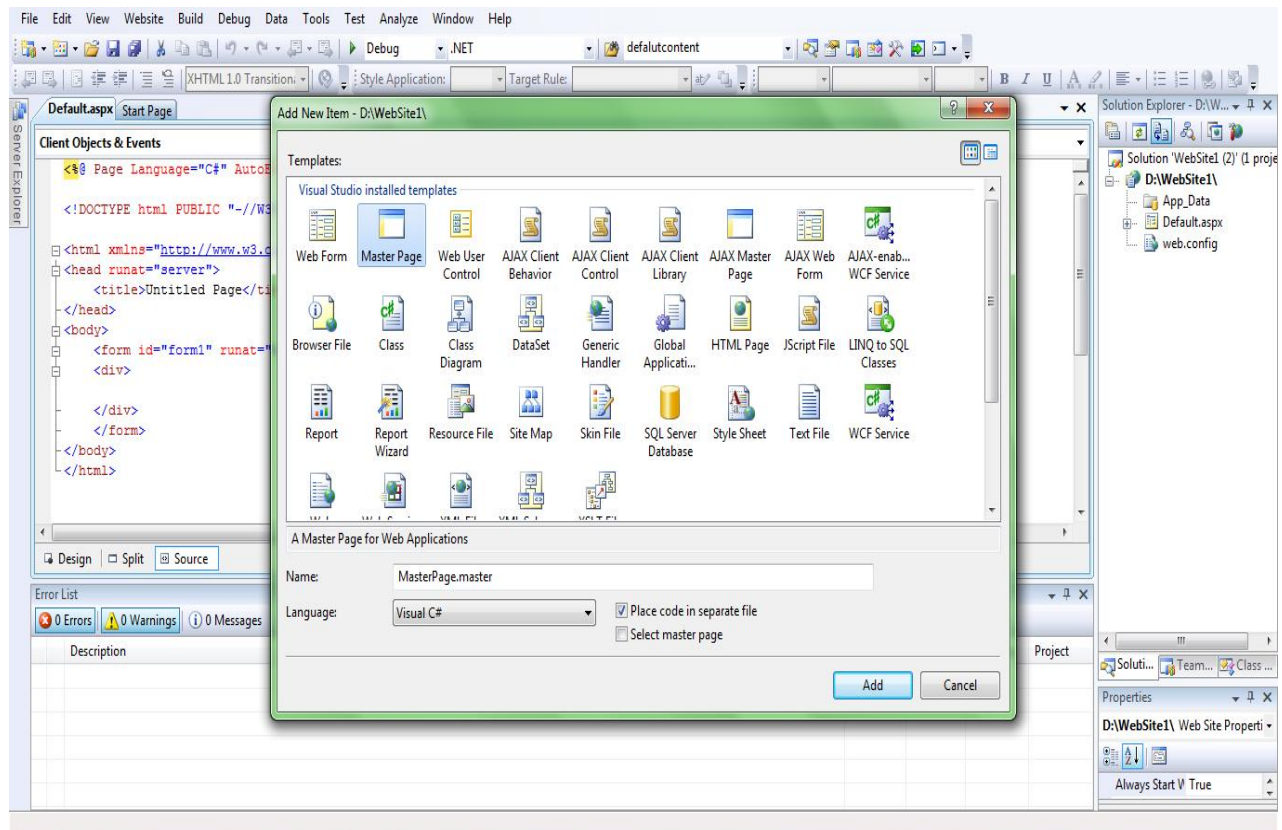 File Edit View Website Build Debug Data Tools Test Analyze Window Help
Debug .NET defalutcontent
XHTML 1.0 Transition: Style Application: Target Rule: B I U A
Default.aspx Start Page
Server Explorer
Client Objects & Events
<%@ Page Language="C#" AutoE
<!DOCTYPE html PUBLIC "-//W3
<html xmlns="http://www.w3.o
<head runat="server">
<title>Untitled Page</ti
</head>
<body>
<form id="form1" runat="
<div>
</div>
</form>
</body>
</html>
Design Split Source
Error List
0 Errors 0 Warnings 0 Messages
Description
Project
Add New Item - D:\WebSite1\
Templates:
Visual Studio installed templates
Web Form
Master Page
Web User
Control
AJAX Client
Behavior
AJAX Client
Control
AJAX Client
Library
AJAX Master
Page
AJAX Web
Form
AJAX-enab...
WCF Service
Browser File
Class
Class
Diagram
DataSet
Generic
Handler
Global
Applicati...
HTML Page
JScript File
LINQ to SQL
Classes
Report
Report
Wizard
Resource File
Site Map
Skin File
SQL Server
Database
Style Sheet
Text File
WCF Service
A Master Page for Web Applications
Name: MasterPage.master
Language: Visual C#
Place code in separate file
Select master page
Add Cancel
Solution Explorer - D:\W...
Solution 'WebSite1 (2)' (1 proje
D:\WebSite1\
App_Data
Default.aspx
web.config
Soluti... Team... Class ...
Properties
D:\WebSite1\ Web Site Properti
Always Start W True